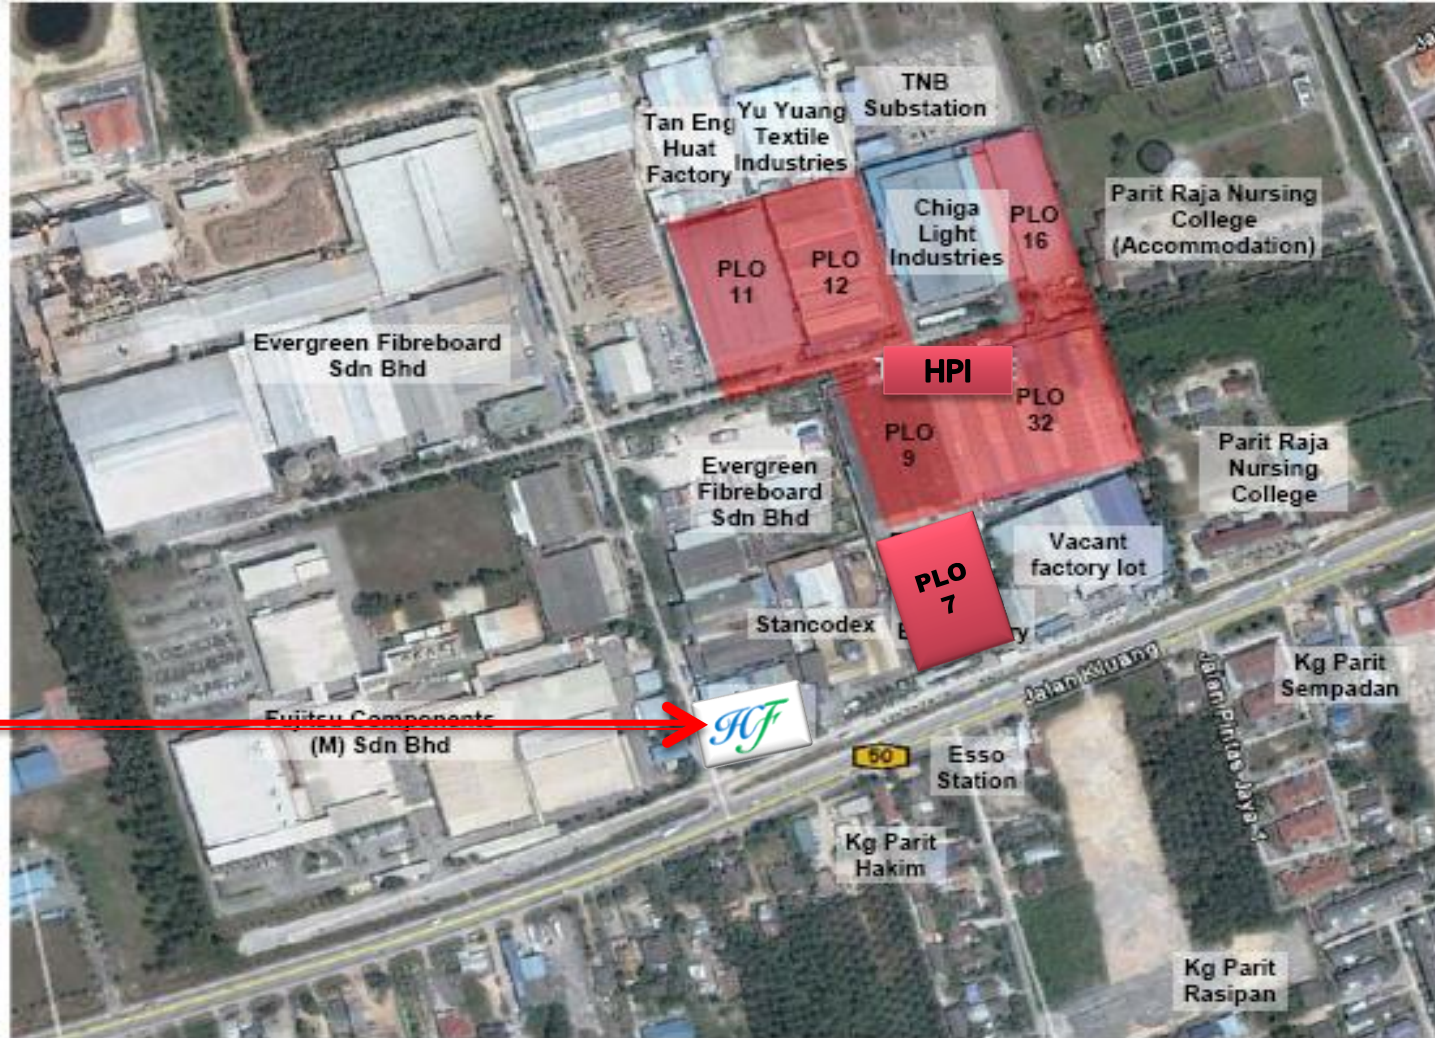 TNB
Substation
Tan Eng
Huat
Factory
Yu Yuang
Textile
Industries
Chiga
Light
Industries
PLO
16
Parit Raja Nursing
College
(Accommodation)
PLO
11
PLO
12
Evergreen Fibreboard
Sdn Bhd
HPI
PLO
32
PLO
9
Evergreen
Fibreboard
Sdn Bhd
Parit Raja
Nursing
College
Vacant
factory lot
PLO
7
Stancodex
Jalan Kluang
Jalan Pintas Jaya 4
Kg Parit
Sempadan
Fujitsu Components
(M) Sdn Bhd
HF
50
Esso
Station
Kg Parit
Hakim
Kg Parit
Rasipan